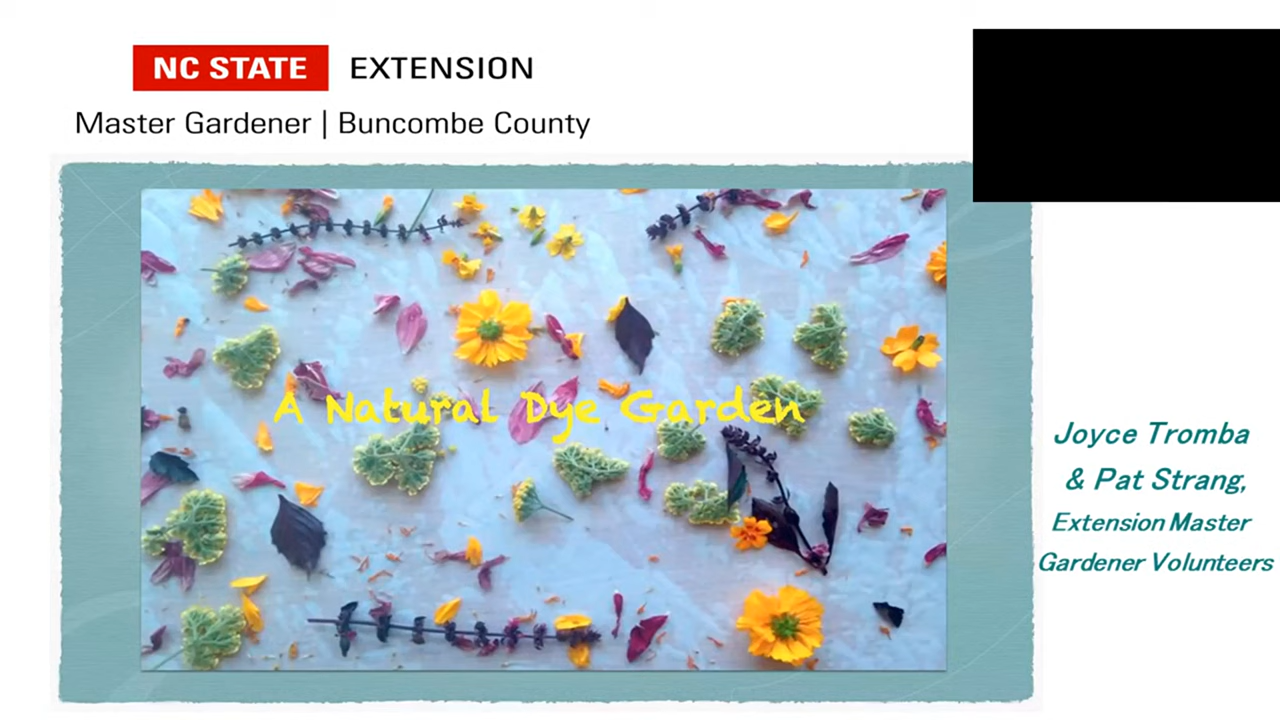 NC STATE EXTENSION
Master Gardener | Buncombe County
A Natural Dye Garden
Joyce Tromba
& Pat Strang,
Extension Master
Gardener Volunteers